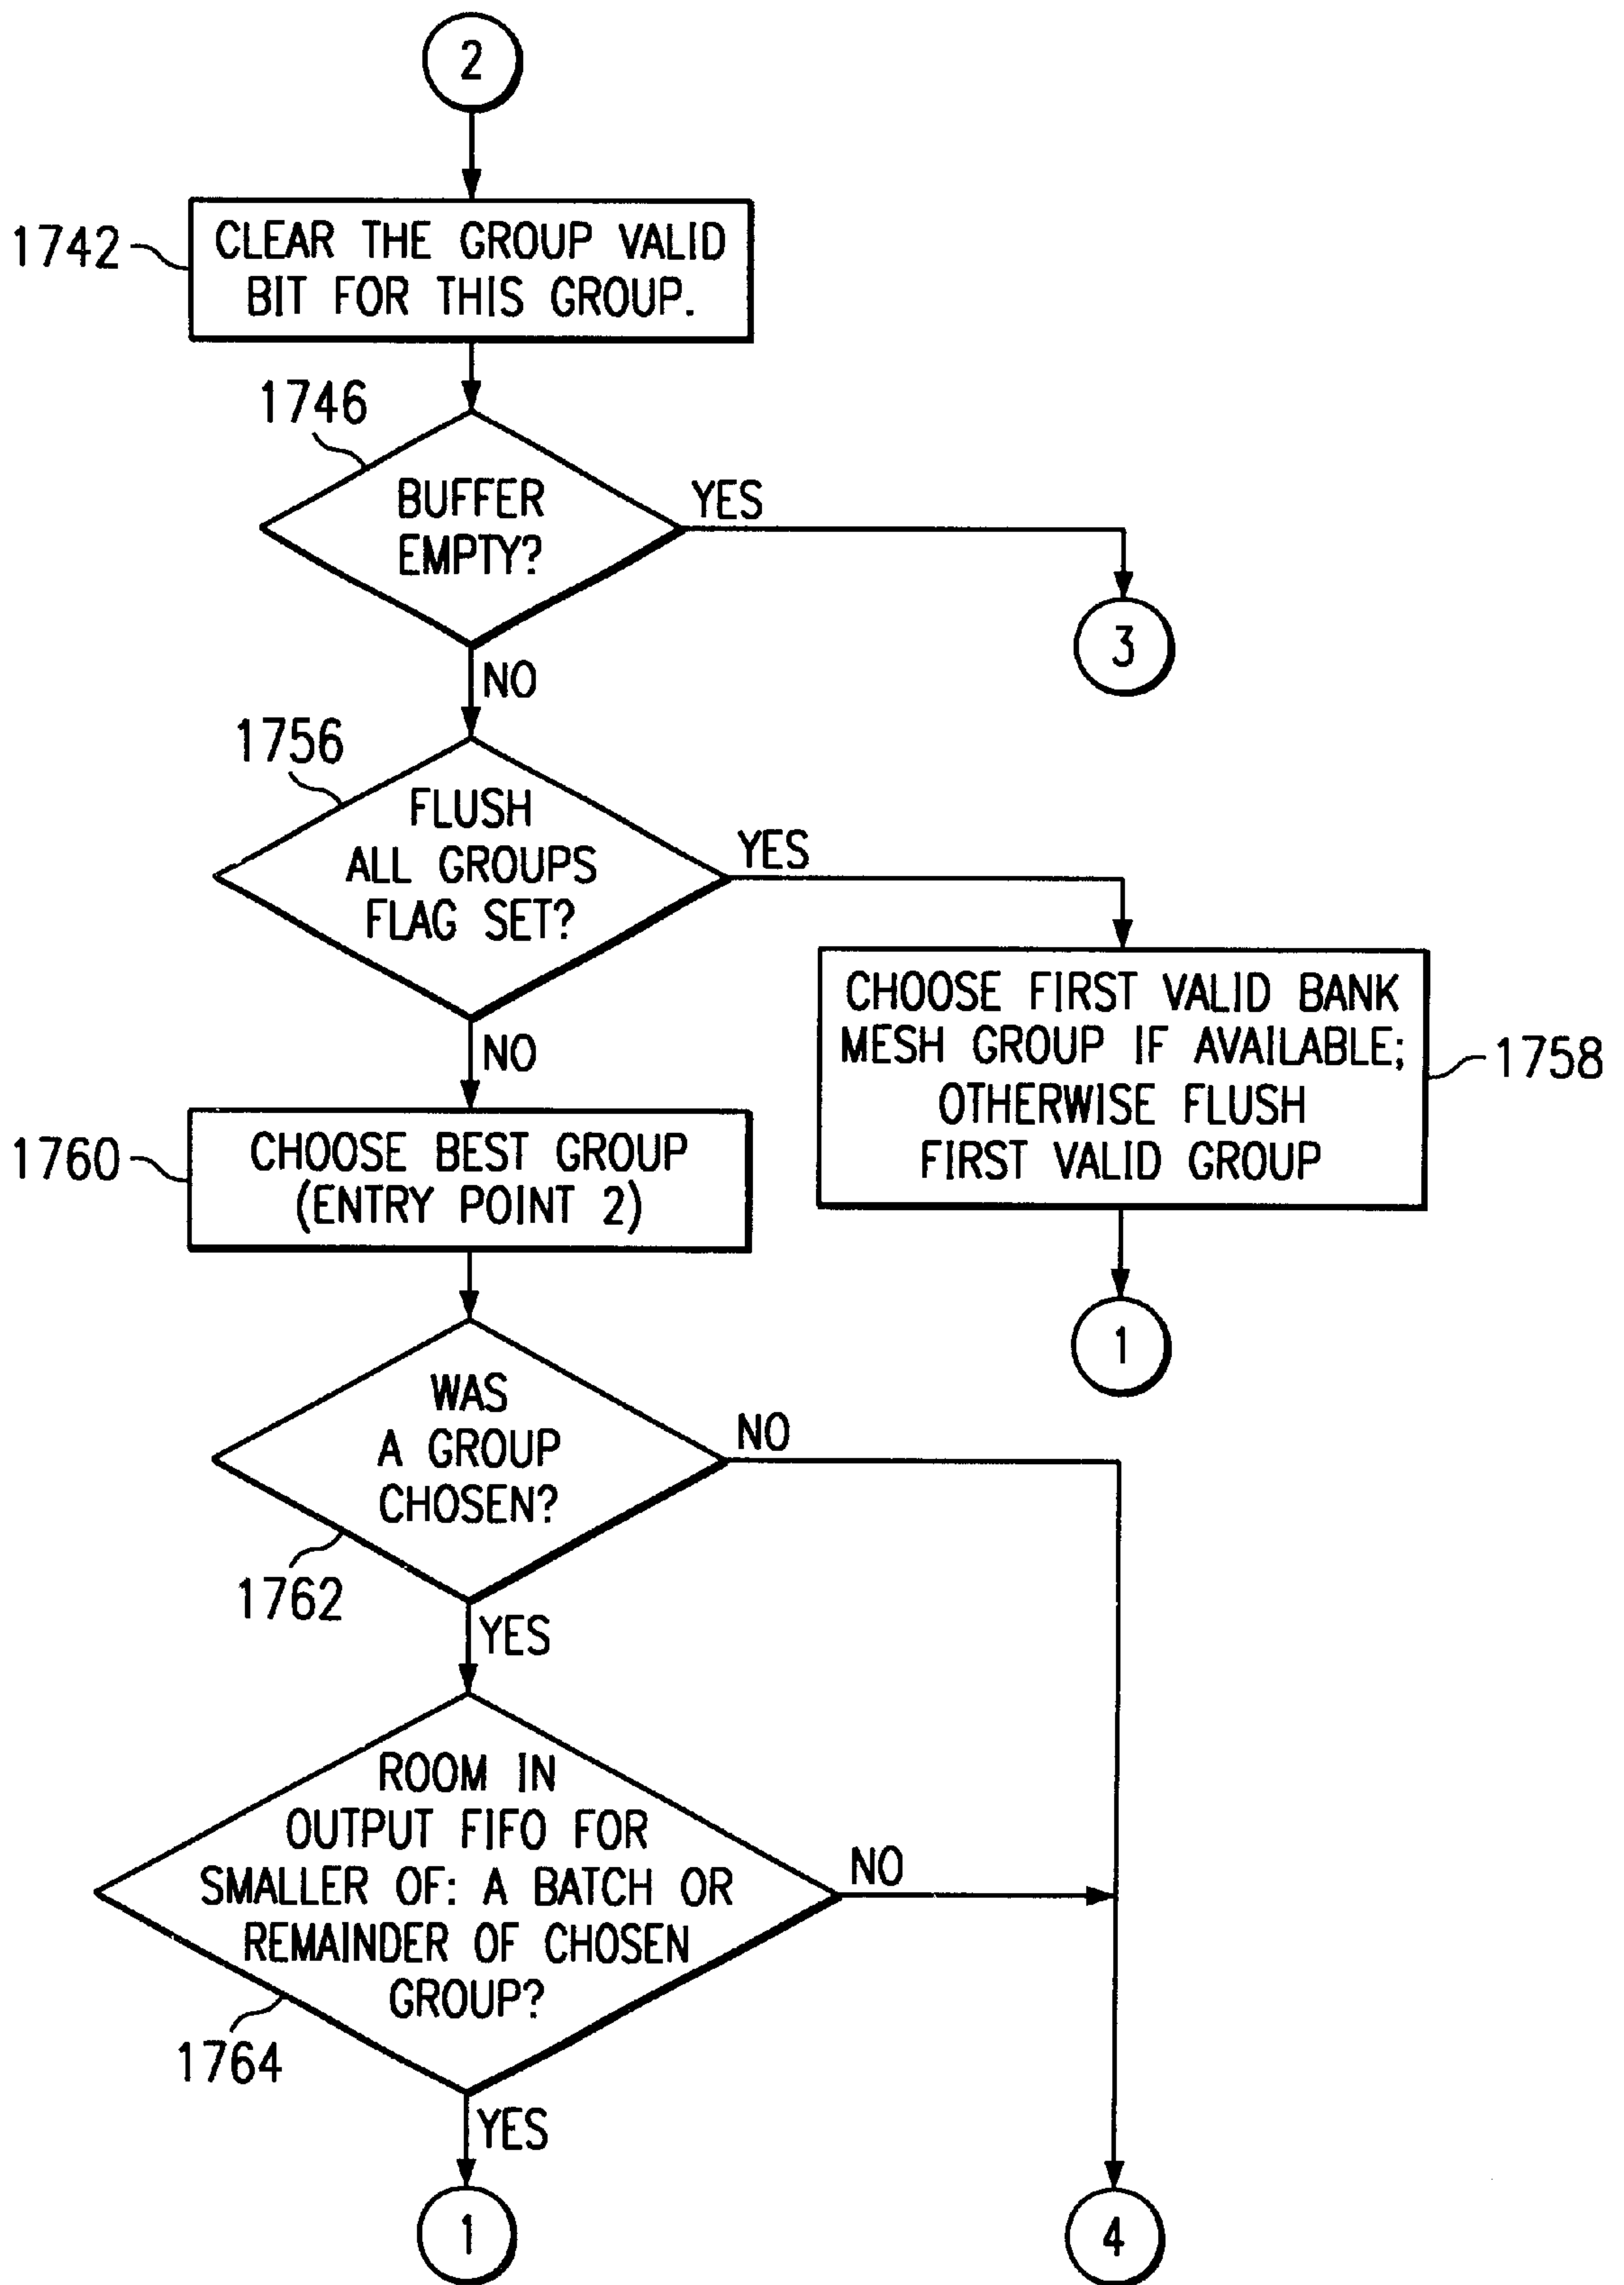 2
1742
CLEAR THE GROUP VALID
BIT FOR THIS GROUP.
1746
BUFFER
EMPTY?
YES
3
NO
1756
FLUSH
ALL GROUPS
FLAG SET?
YES
CHOOSE FIRST VALID BANK
MESH GROUP IF AVAILABLE;
OTHERWISE FLUSH
FIRST VALID GROUP
1758
1
NO
1760
CHOOSE BEST GROUP
(ENTRY POINT 2)
WAS
A GROUP
CHOSEN?
NO
1762
YES
ROOM IN
OUTPUT FIFO FOR
SMALLER OF: A BATCH OR
REMAINDER OF CHOSEN
GROUP?
NO
1764
YES
1
4